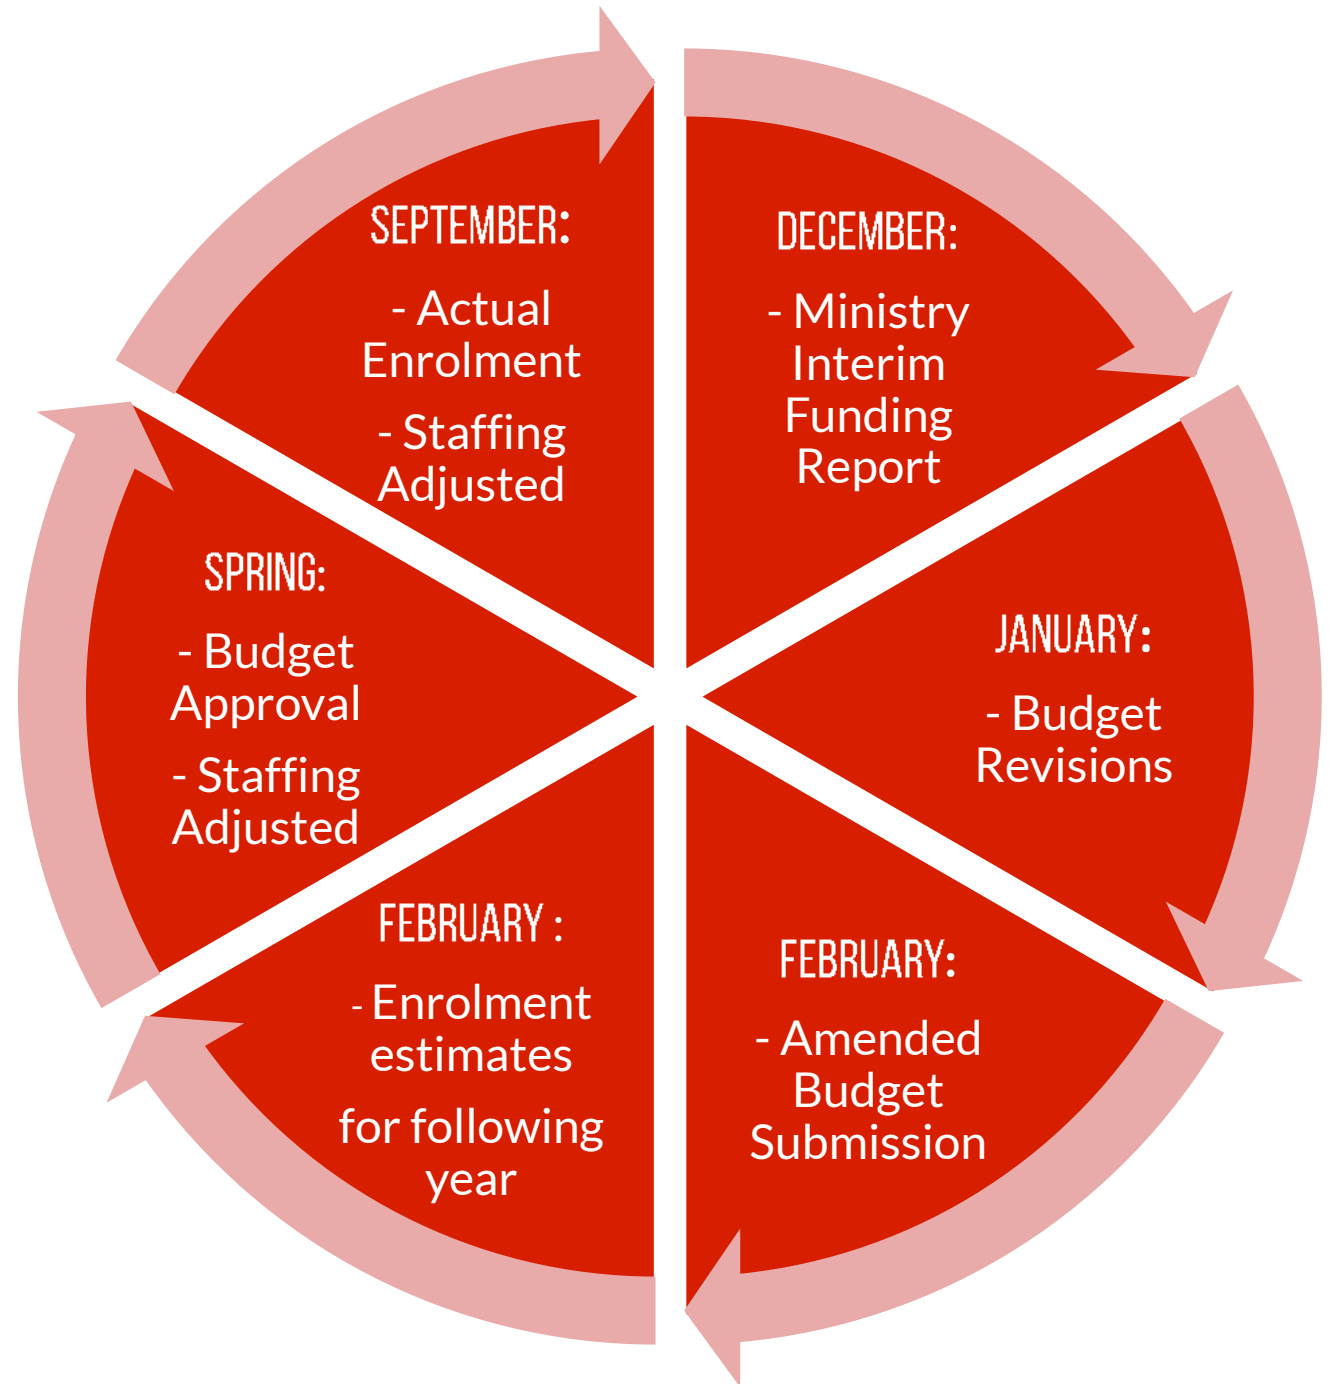 SEPTEMBER:
- Actual
Enrolment
- Staffing
Adjusted
DECEMBER:
- Ministry
Interim
Funding
Report
JANUARY:
- Budget
Revisions
FEBRUARY:
- Amended
Budget
Submission
FEBRUARY :
- Enrolment
estimates
for following
year
SPRING:
- Budget
Approval
- Staffing
Adjusted